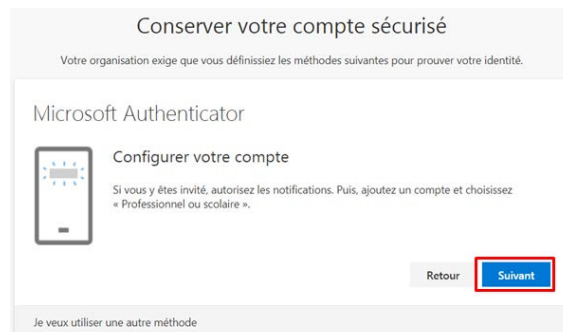 Conserver votre compte sécurisé
Votre organisation exige que vous définissiez les méthodes suivantes pour prouver votre identité.
Microsoft Authenticator
Configurer votre compte
Si vous y êtes invité, autorisez les notifications. Puis, ajoutez un compte et choisissez
« Professionnel ou scolaire ».
Retour Suivant
Je veux utiliser une autre méthode